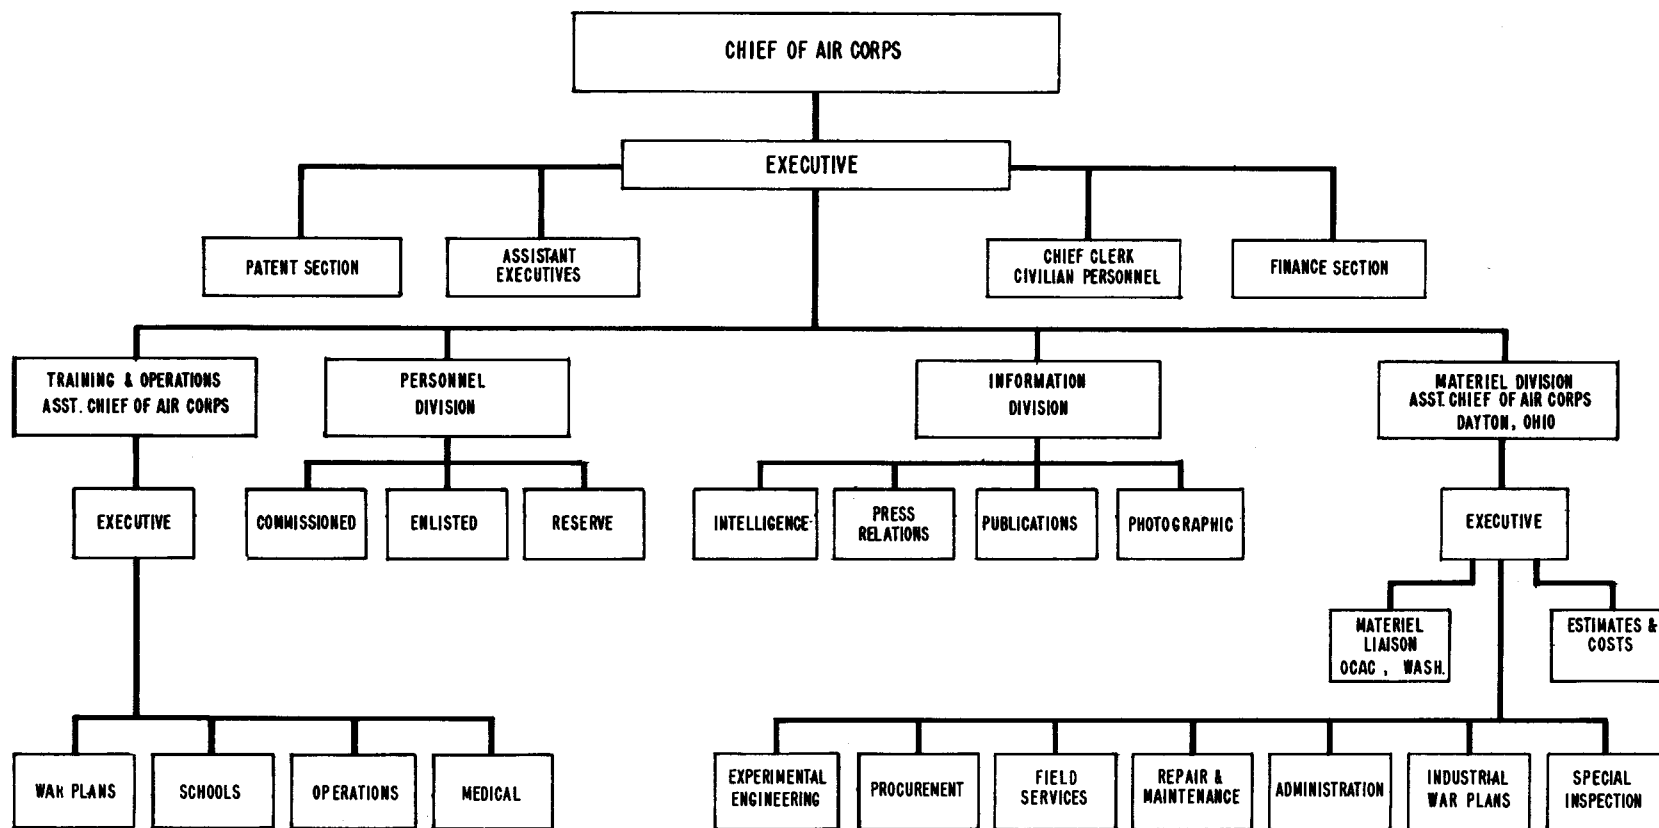 CHIEF OF AIR CORPS
EXECUTIVE
PATENT SECTION
ASSISTANT
EXECUTIVES
CHIEF CLERK
CIVILIAN PERSONNEL
FINANCE SECTION
TRAINING & OPERATIONS
ASST. CHIEF OF AIR CORPS
PERSONNEL
DIVISION
INFORMATION
DIVISION
MATERIEL DIVISION
ASST. CHIEF OF AIR CORPS
DAYTON, OHIO
EXECUTIVE
COMMISSIONED
ENLISTED
RESERVE
INTELLIGENCE
PRESS
RELATIONS
PUBLICATIONS
PHOTOGRAPHIC
EXECUTIVE
MATERIEL
LIAISON
OCAC , WASH.
ESTIMATES &
COSTS
WAR PLANS
SCHOOLS
OPERATIONS
MEDICAL
EXPERIMENTAL
ENGINEERING
PROCUREMENT
FIELD
SERVICES
REPAIR &
MAINTENANCE
ADMINISTRATION
INDUSTRIAL
WAR PLANS
SPECIAL
INSPECTION